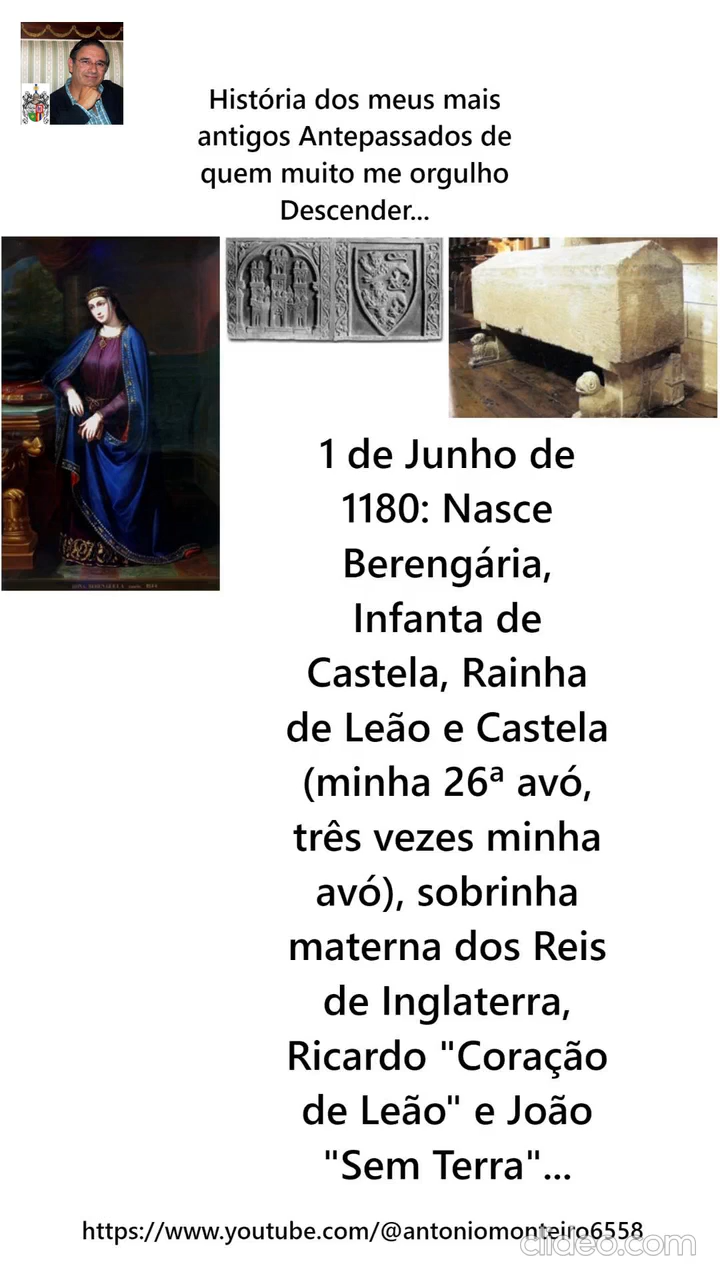 História dos meus mais
antigos Antepassados de
quem muito me orgulho
Descender...
1 de Junho de
1180: Nasce
Berengária,
Infanta de
Castela, Rainha
de Leão e Castela
(minha 26ª avó,
três vezes minha
avó), sobrinha
materna dos Reis
de Inglaterra,
Ricardo "Coração
de Leão" e João
"Sem Terra"...
https://www.youtube.com/@antoniomonteiro6558
clideo.com